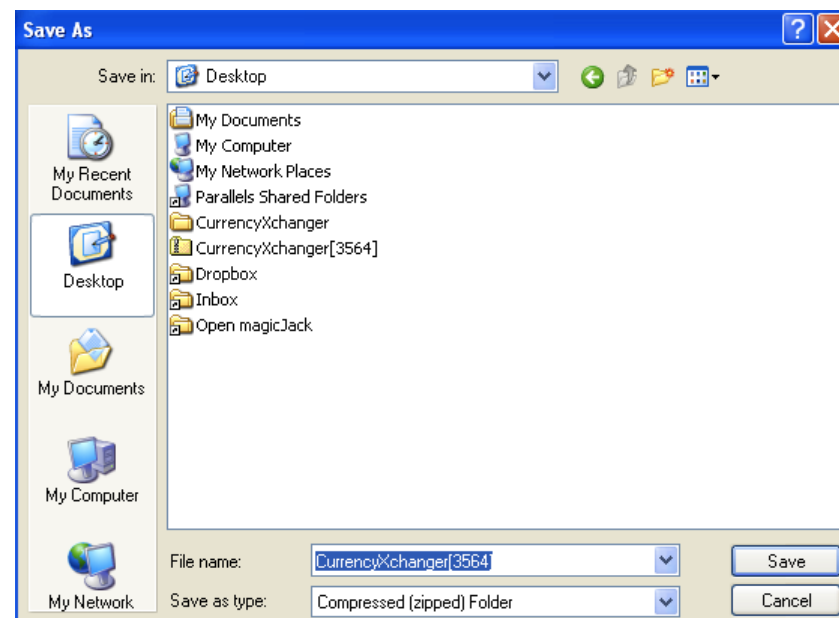 Save As
Save in:
Desktop
My Documents
My Computer
My Network Places
Parallels Shared Folders
CurrencyXchanger
CurrencyXchanger[3564]
Dropbox
Inbox
Open magicJack
My Recent
Documents
Desktop
My Documents
My Computer
My Network
File name:
CurrencyXchanger[3564]
Save
Save as type:
Compressed (zipped) Folder
Cancel